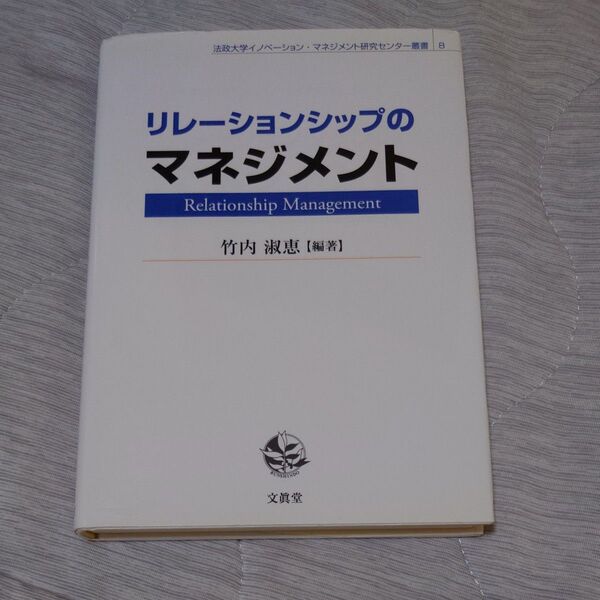 法政大学イノベーション・マネジメント研究センター叢書 8
リレーションシップの
マネジメント
Relationship Management
竹内 淑恵【編著】
BUNSHINDO
文眞堂